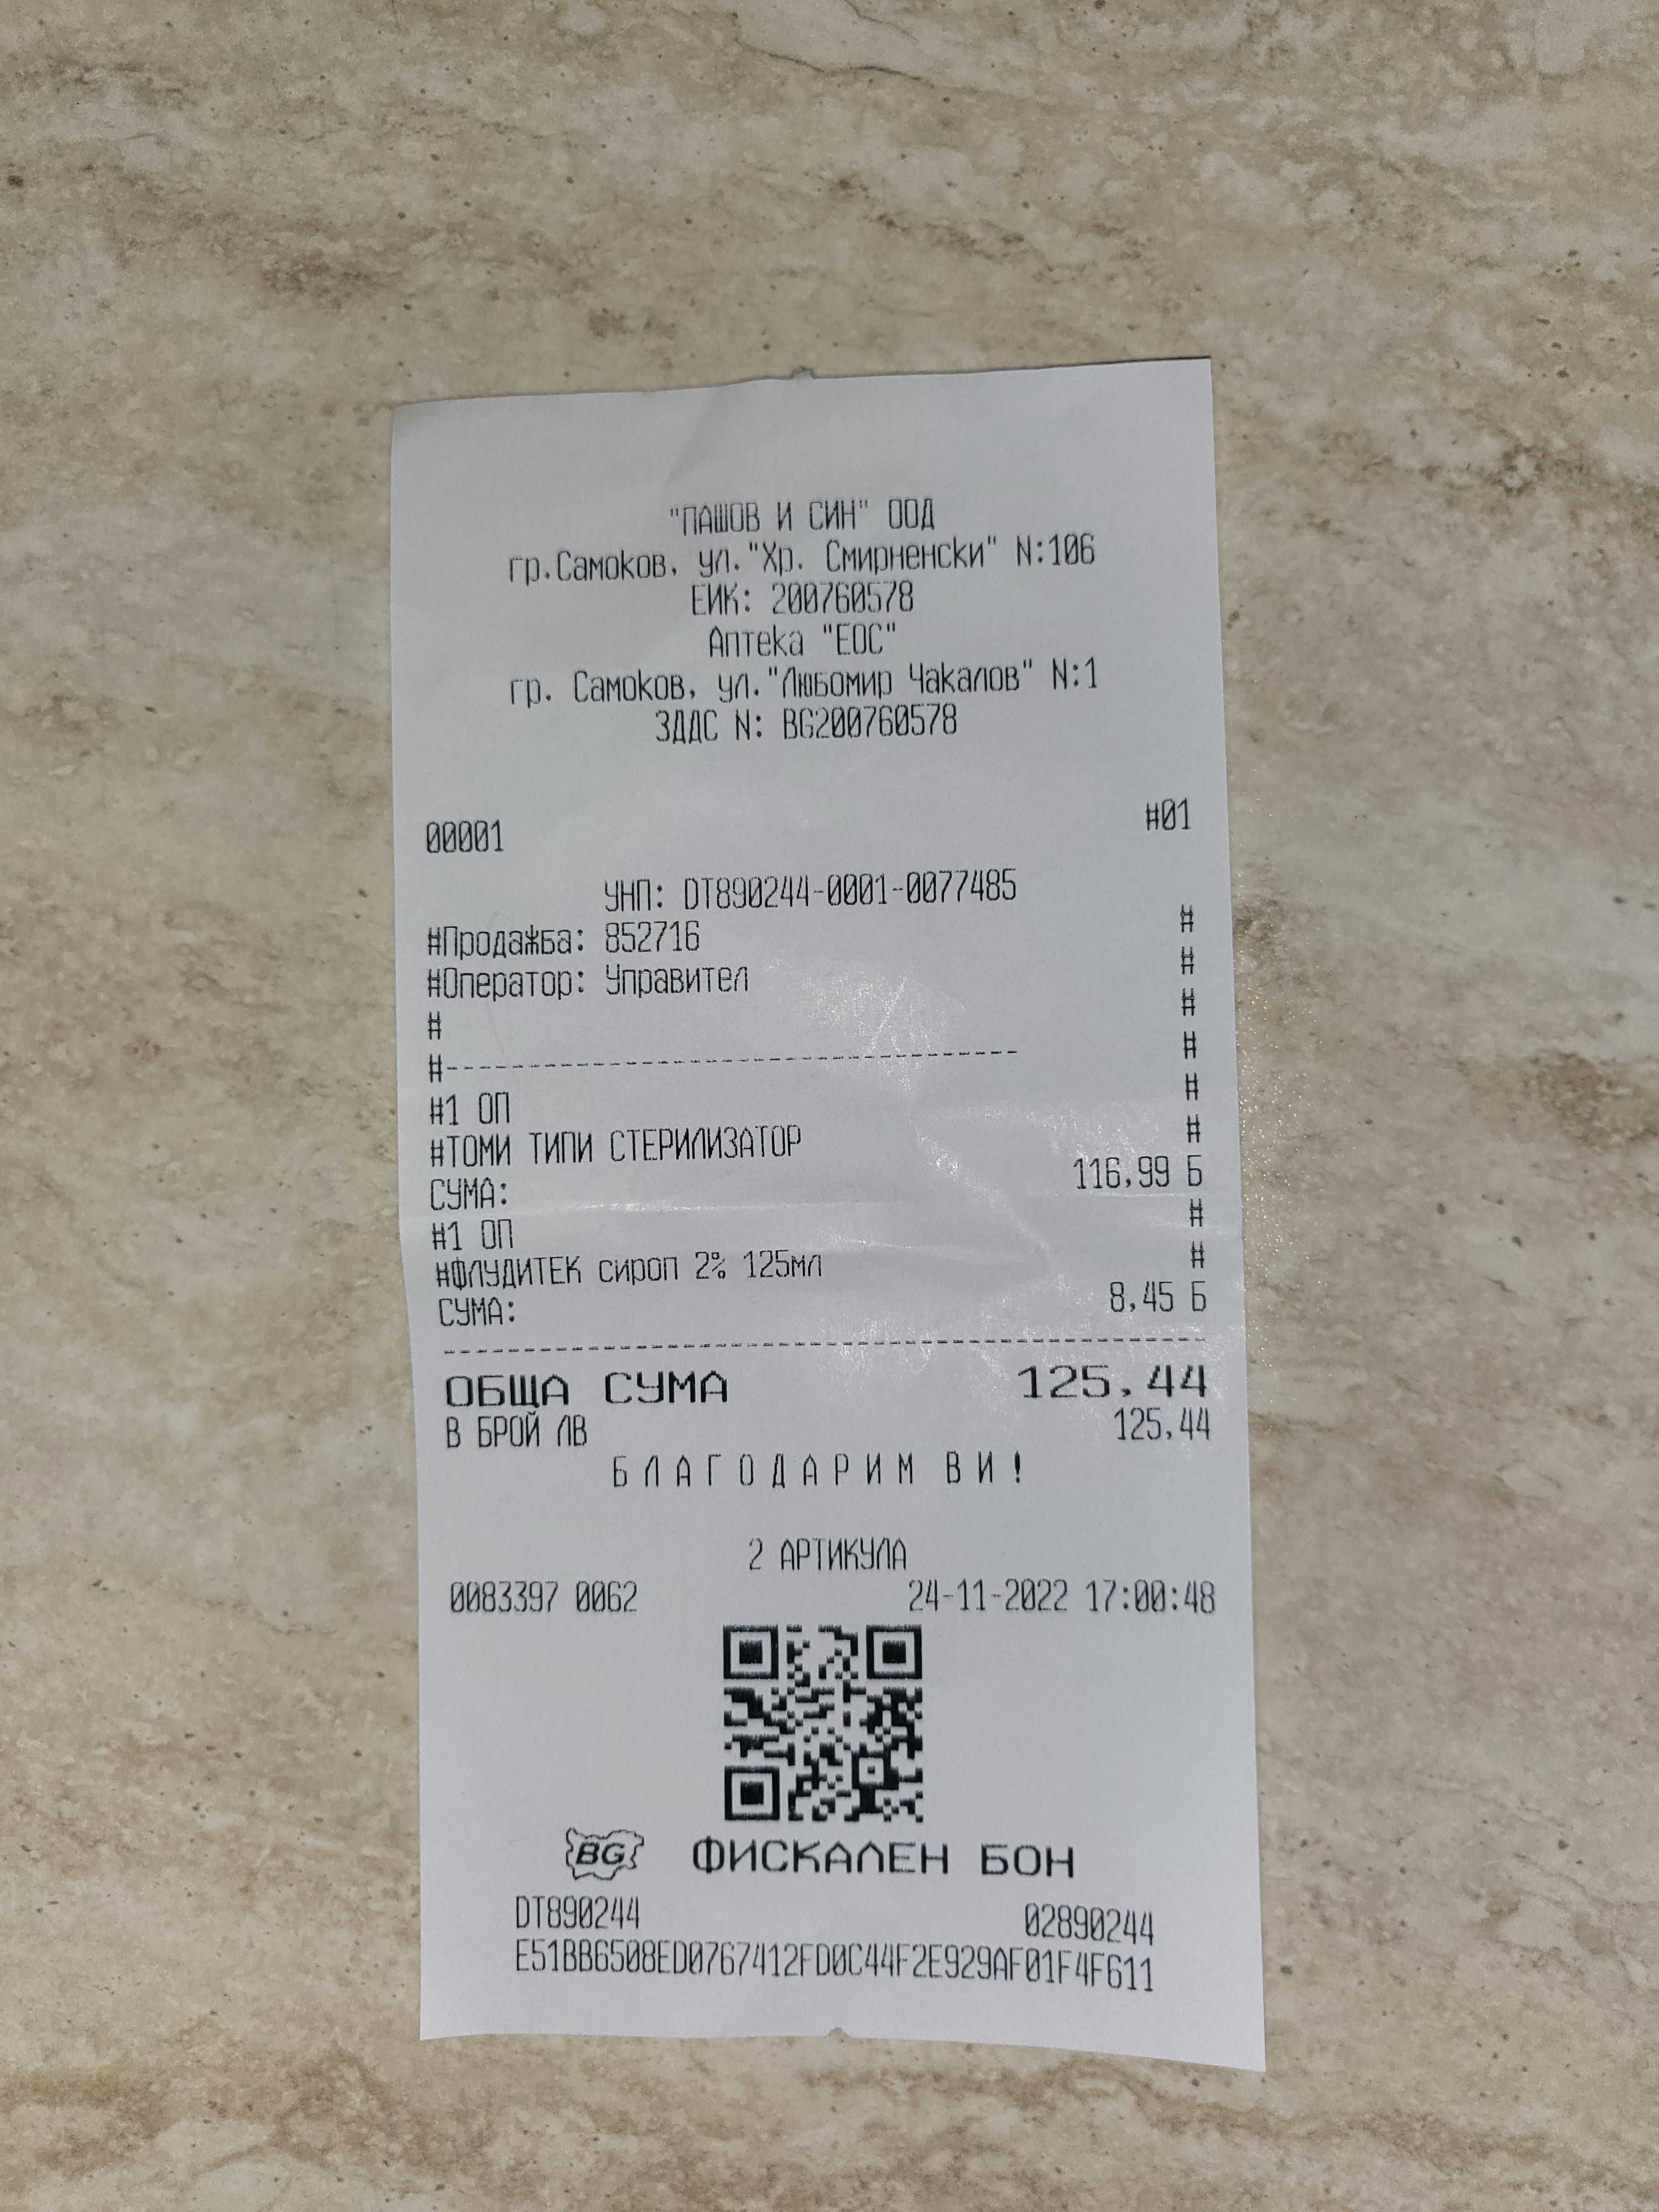 "ПАШОВ И СИН" ООД
гр.Самоков, ул."Хр. Смирненски" N:106
ЕИК: 200760578
Аптека "ЕОС"
гр. Самоков, ул."Любомир Чакалов" N:1
ЗДДС N: BG200760578
00001 #01
УНП: DT890244-0001-0077485
#Продажба: 852716 #
#Оператор: Управител #
# #
#------------------------------------ #
#1 ОП #
#ТОМИ ТИПИ СТЕРИЛИЗАТОР #
СУМА: 116,99 Б
#1 ОП #
#ФЛУДИТЕК сироп 2% 125мл #
СУМА: 8,45 Б
------------------------------------------------
ОБЩА СУМА 125.44
В БРОЙ ЛВ 125,44
Б Л А Г О Д А Р И М В И !
2 АРТИКУЛА
0083397 0062 24-11-2022 17:00:48
BG ФИСКАЛЕН БОН
DT890244 02890244
E51BB6508ED0767412FD0C44F2E929AF01F4F611